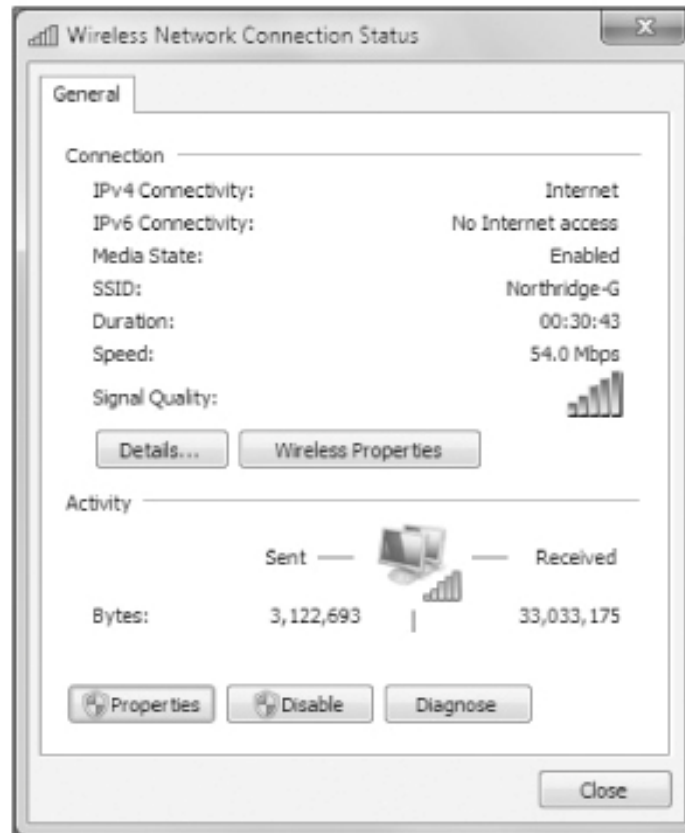 Wireless Network Connection Status
General
Connection
IPv4 Connectivity: Internet
IPv6 Connectivity: No Internet access
Media State: Enabled
SSID: Northridge-G
Duration: 00:30:43
Speed: 54.0 Mbps
Signal Quality:
Details... Wireless Properties
Activity
Sent Received
Bytes: 3,122,693 33,033,175
Properties Disable Diagnose
Close